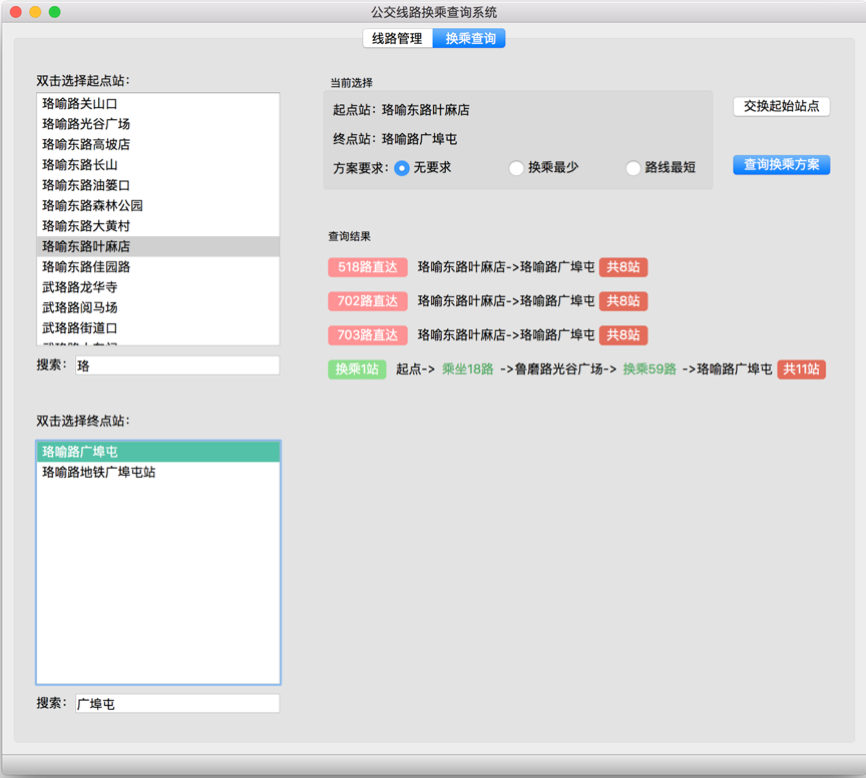 公交线路换乘查询系统
线路管理 换乘查询
双击选择起点站:
珞喻路关山口
珞喻路光谷广场
珞喻东路高坡店
珞喻东路长山
珞喻东路油篓口
珞喻东路森林公园
珞喻东路大黄村
珞喻东路叶麻店
珞喻东路佳园路
武珞路龙华寺
武珞路阅马场
武珞路街道口
搜索: 珞
双击选择终点站:
珞喻路广埠屯
珞喻路地铁广埠屯站
搜索: 广埠屯
当前选择
起点站: 珞喻东路叶麻店
终点站: 珞喻路广埠屯
方案要求: 无要求 换乘最少 路线最短
交换起始站点
查询换乘方案
查询结果
518路直达 珞喻东路叶麻店->珞喻路广埠屯 共8站
702路直达 珞喻东路叶麻店->珞喻路广埠屯 共8站
703路直达 珞喻东路叶麻店->珞喻路广埠屯 共8站
换乘1站 起点-> 乘坐18路 ->鲁磨路光谷广场-> 换乘59路 ->珞喻路广埠屯 共11站